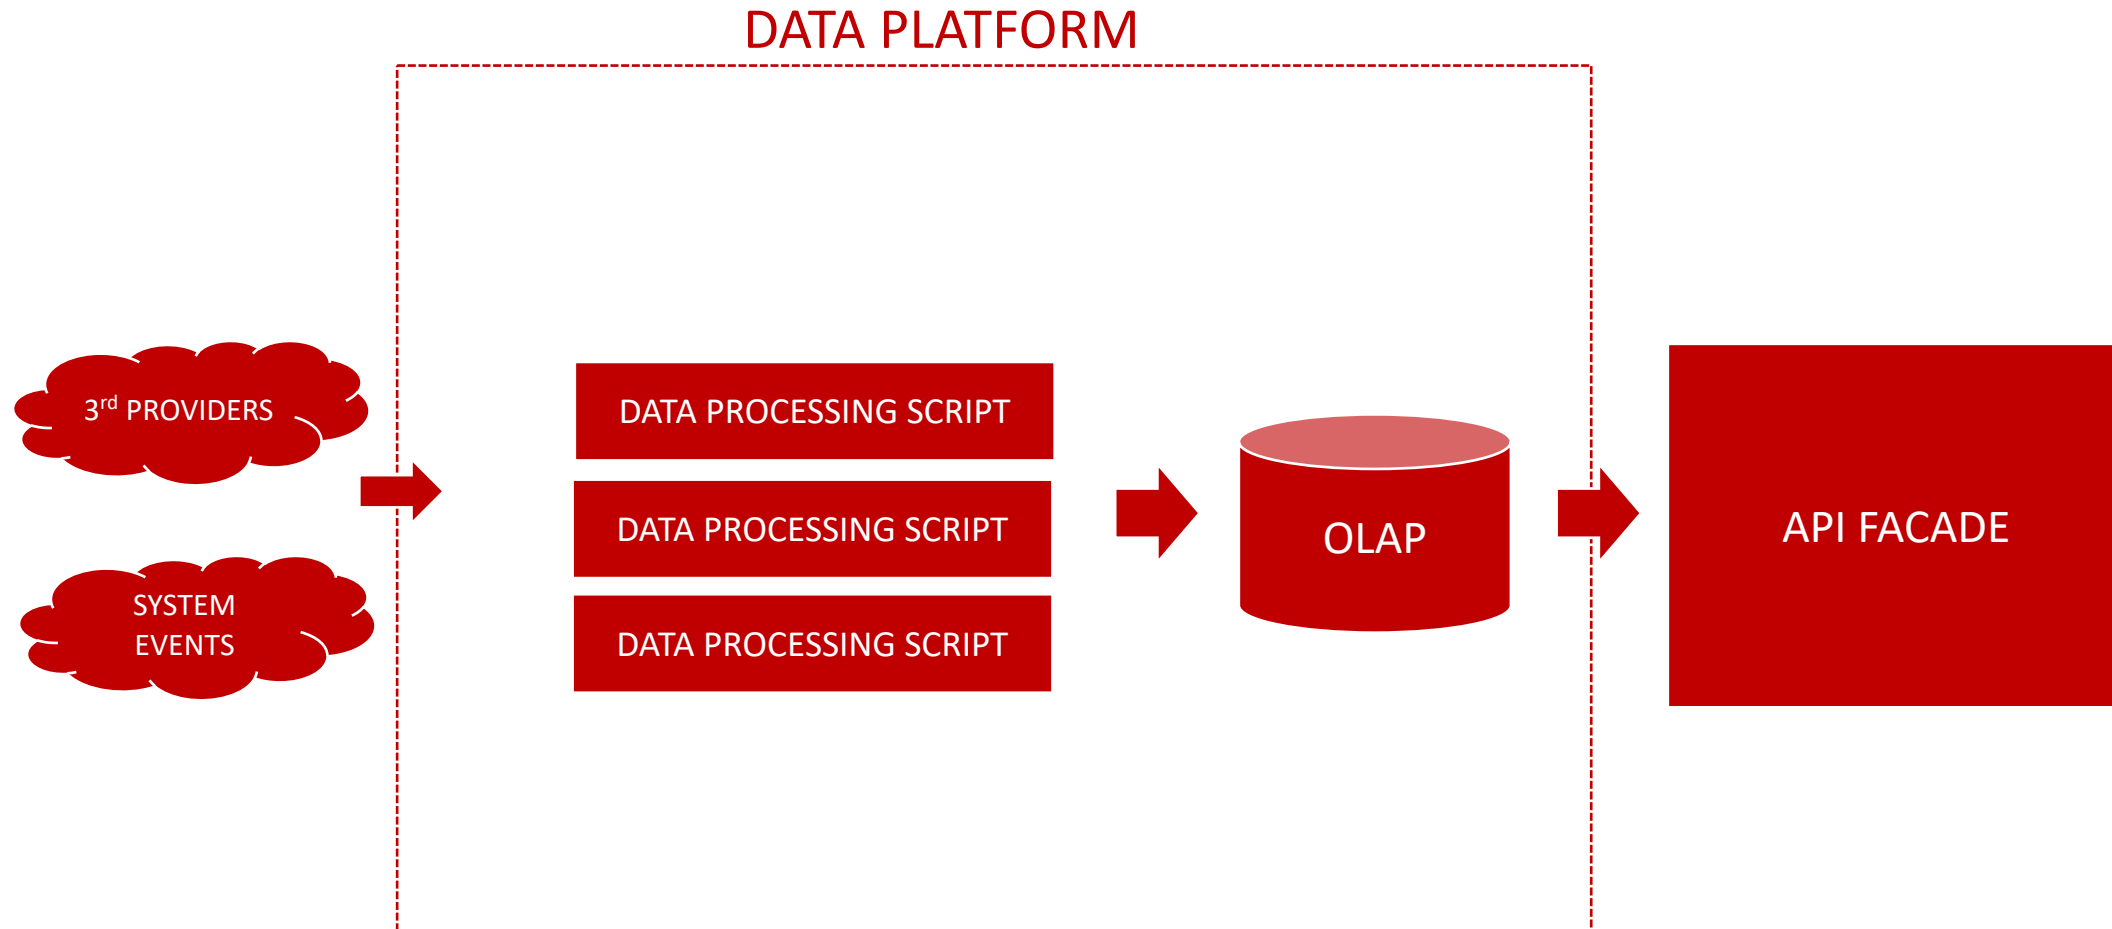 DATA PLATFORM
3rd PROVIDERS
SYSTEM
EVENTS
DATA PROCESSING SCRIPT
DATA PROCESSING SCRIPT
DATA PROCESSING SCRIPT
OLAP
API FACADE